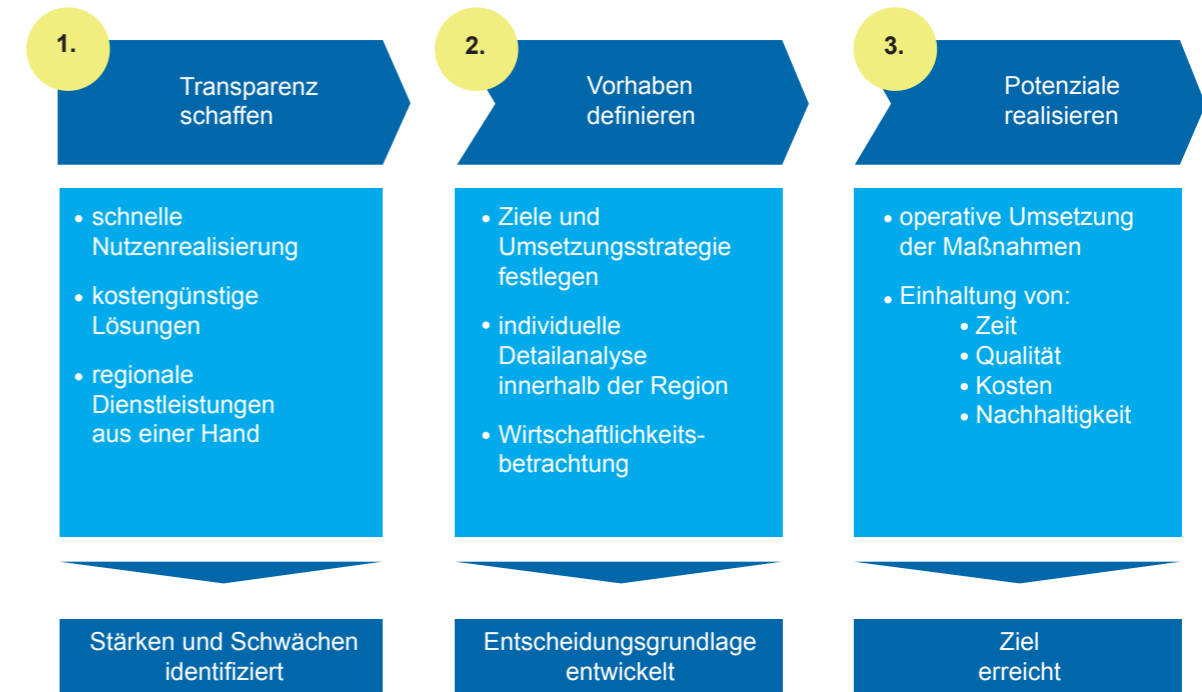 1.
Transparenz
schaffen
• schnelle
Nutzenrealisierung
• kostengünstige
Lösungen
• regionale
Dienstleistungen
aus einer Hand
Stärken und Schwächen
identifiziert
2.
Vorhaben
definieren
• Ziele und
Umsetzungsstrategie
festlegen
• individuelle
Detailanalyse
innerhalb der Region
• Wirtschaftlichkeits-
betrachtung
Entscheidungsgrundlage
entwickelt
3.
Potenziale
realisieren
• operative Umsetzung
der Maßnahmen
• Einhaltung von:
• Zeit
• Qualität
• Kosten
• Nachhaltigkeit
Ziel
erreicht